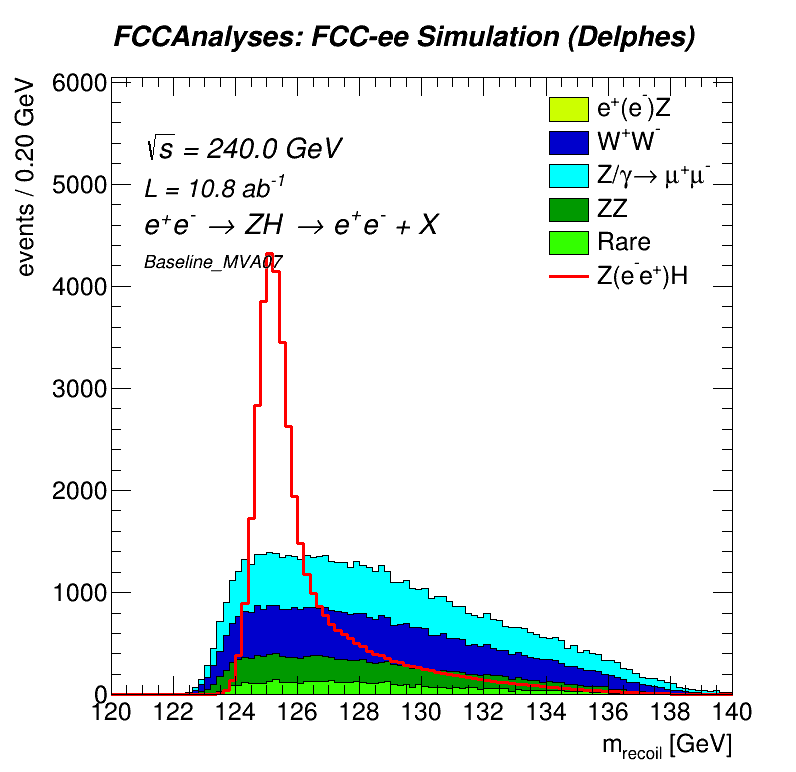 FCCAnalyses: FCC-ee Simulation (Delphes)
events / 0.20 GeV
6000
5000
4000
3000
2000
1000
0
√s = 240.0 GeV
L = 10.8 ab⁻¹
e⁺e⁻ → ZH → e⁺e⁻ + X
Baseline_MVA07
e⁺(e⁻)Z
W⁺W⁻
Z/γ→ μ⁺μ⁻
ZZ
Rare
Z(e⁻e⁺)H
120 122 124 126 128 130 132 134 136 138 140
m_recoil [GeV]